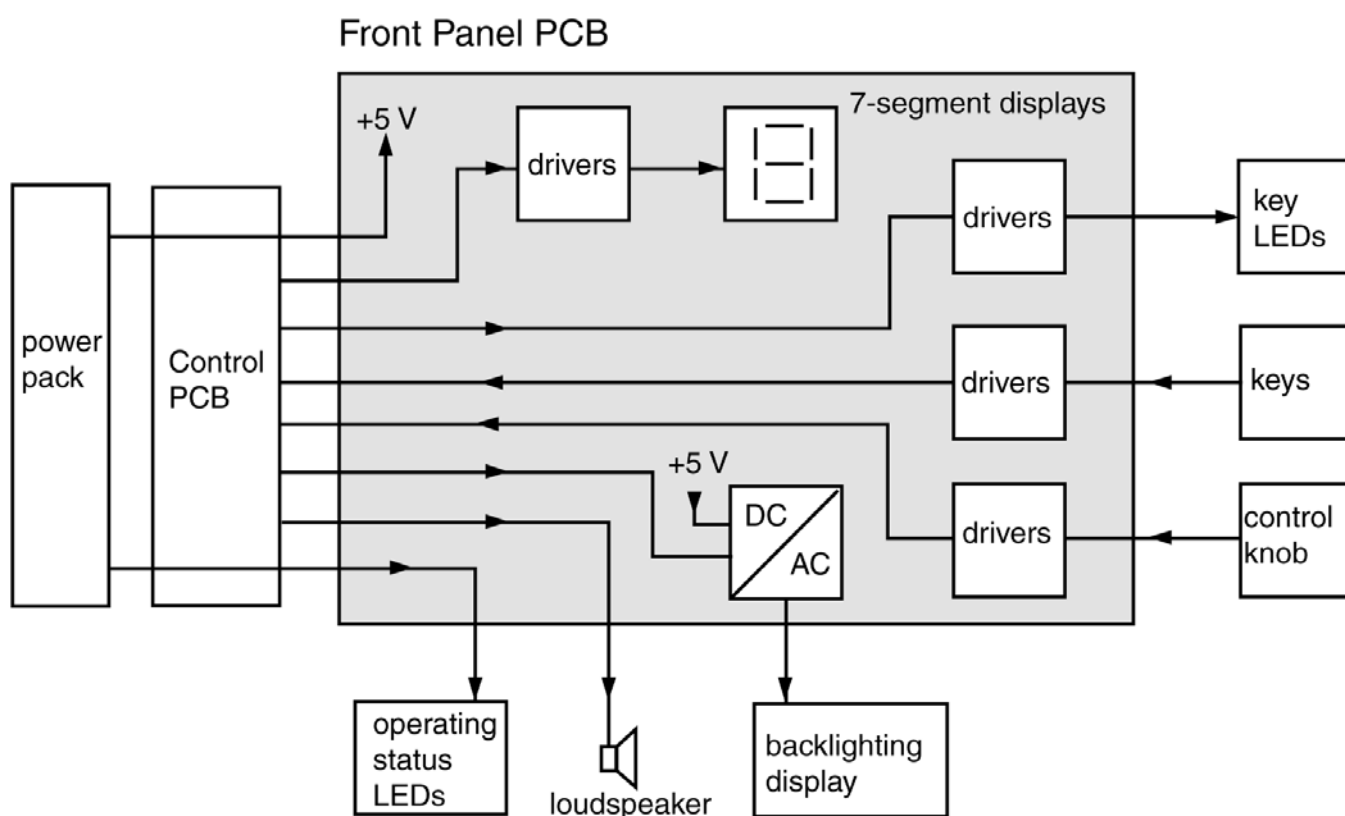 Front Panel PCB
+5 V
drivers
7-segment displays
drivers
key
LEDs
power
pack
Control
PCB
drivers
keys
+5 V
DC
AC
drivers
control
knob
operating
status
LEDs
loudspeaker
backlighting
display